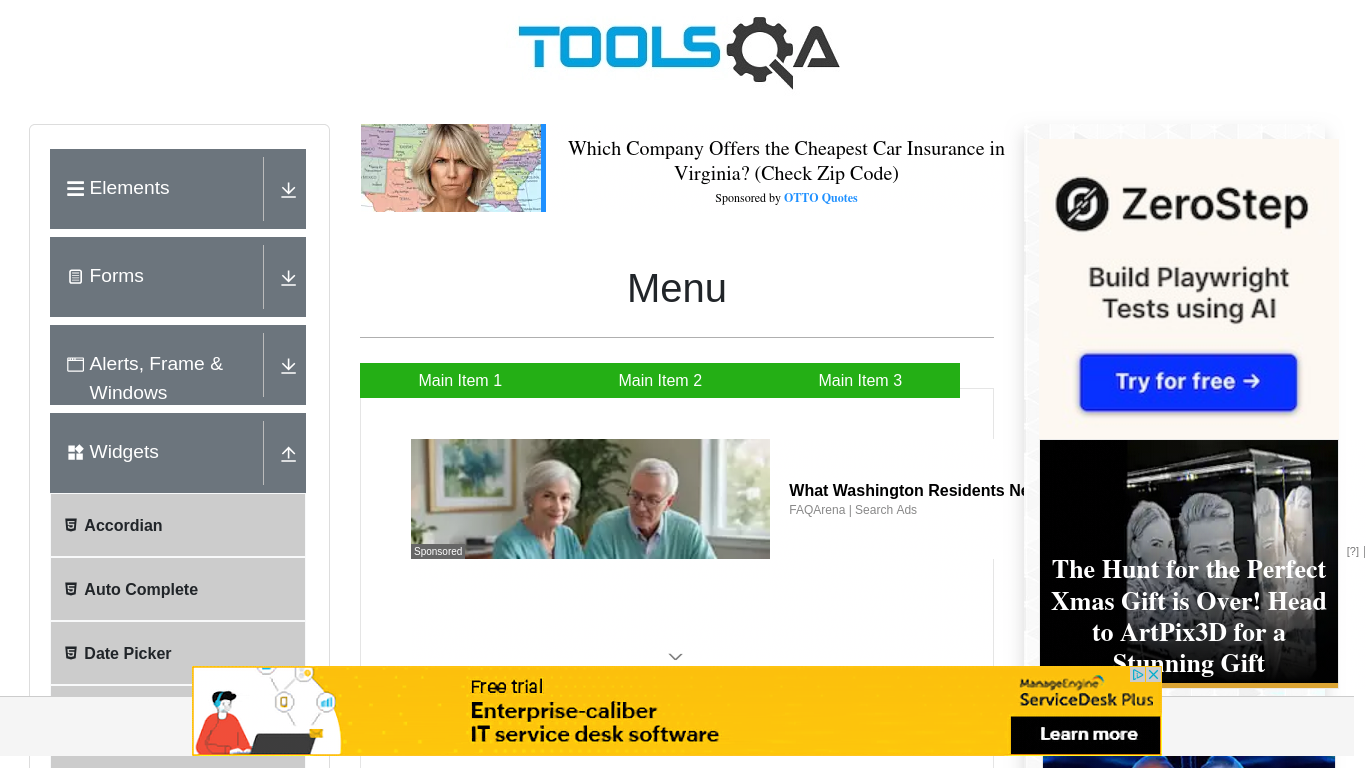 TOOLSQA
Elements
Forms
Alerts, Frame &
Windows
Widgets
Accordian
Auto Complete
Date Picker
Which Company Offers the Cheapest Car Insurance in
Virginia? (Check Zip Code)
Sponsored by OTTO Quotes
Menu
Main Item 1
Main Item 2
Main Item 3
What Washington Residents
FAQArena | Search Ads
Sponsored
ZeroStep
Build Playwright
Tests using AI
Try for free →
The Hunt for the Perfect
Xmas Gift is Over! Head
to ArtPix3D for a
Stunning Gift
[?]
Free trial
Enterprise-caliber
IT service desk software
ManageEngine
ServiceDesk Plus
Learn more